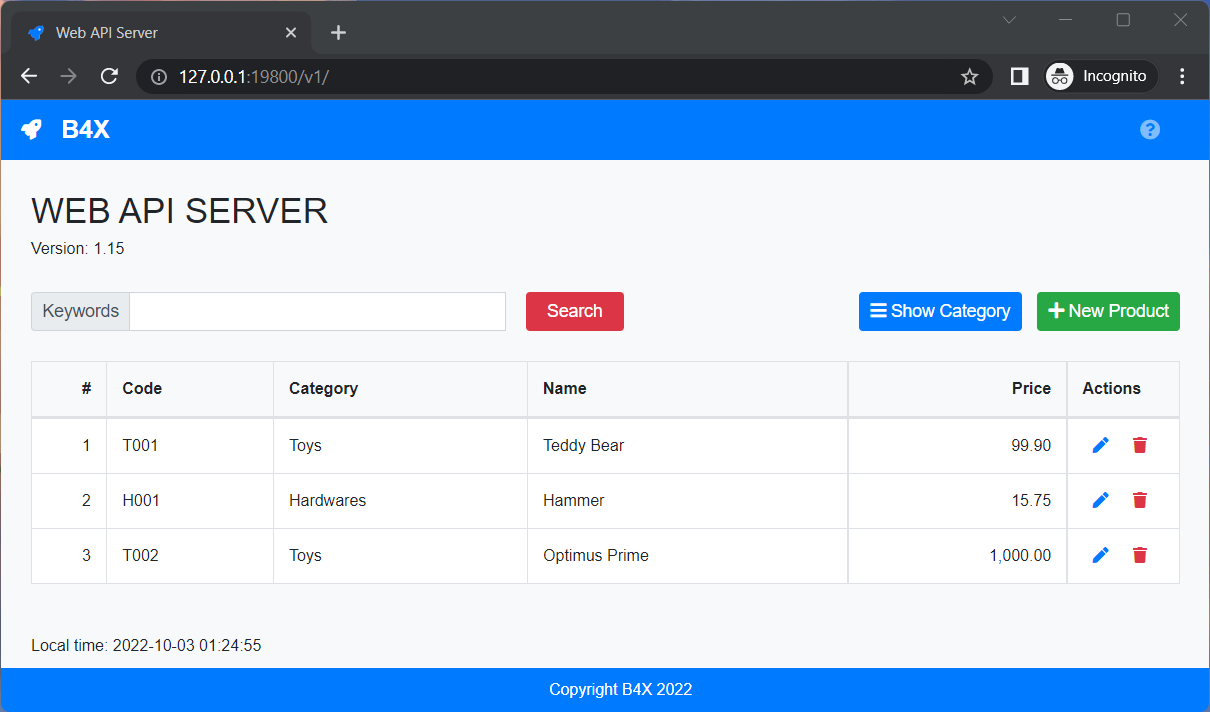 Web API Server
127.0.0.1:19800/v1/
Incognito
B4X
WEB API SERVER
Version: 1.15
Keywords Search Show Category New Product
# Code Category Name Price Actions
1 T001 Toys Teddy Bear 99.90
2 H001 Hardwares Hammer 15.75
3 T002 Toys Optimus Prime 1,000.00
Local time: 2022-10-03 01:24:55
Copyright B4X 2022